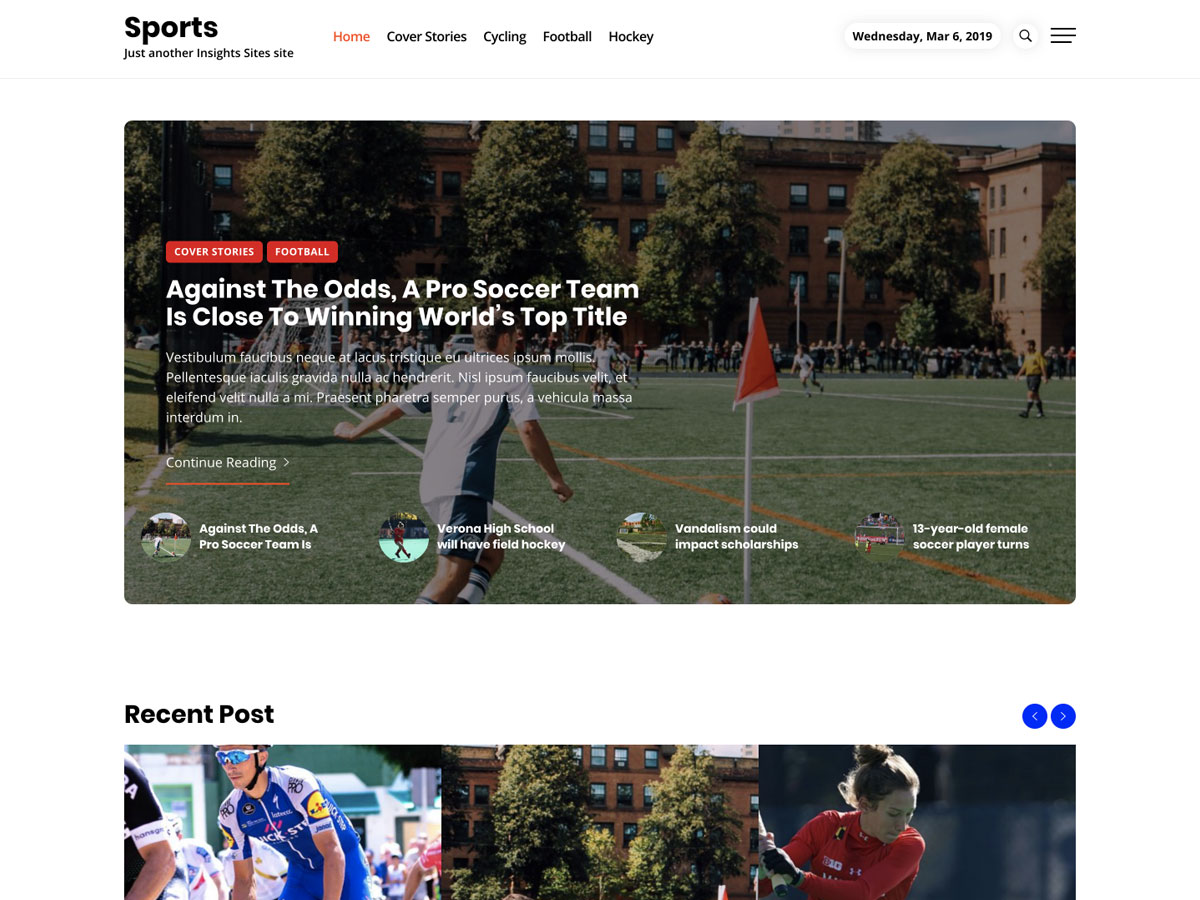 Sports
Just another Insights Sites site
Home Cover Stories Cycling Football Hockey
Wednesday, Mar 6, 2019
COVER STORIES FOOTBALL
Against The Odds, A Pro Soccer Team
Is Close To Winning World’s Top Title
Vestibulum faucibus neque at lacus tristique eu ultrices ipsum mollis.
Pellentesque iaculis gravida nulla ac hendrerit. Nisl ipsum faucibus velit, et
eleifend velit nulla a mi. Praesent pharetra semper purus, a vehicula massa
interdum in.
Continue Reading
Against The Odds, A
Pro Soccer Team Is
Verona High School
will have field hockey
Vandalism could
impact scholarships
13-year-old female
soccer player turns
Recent Post